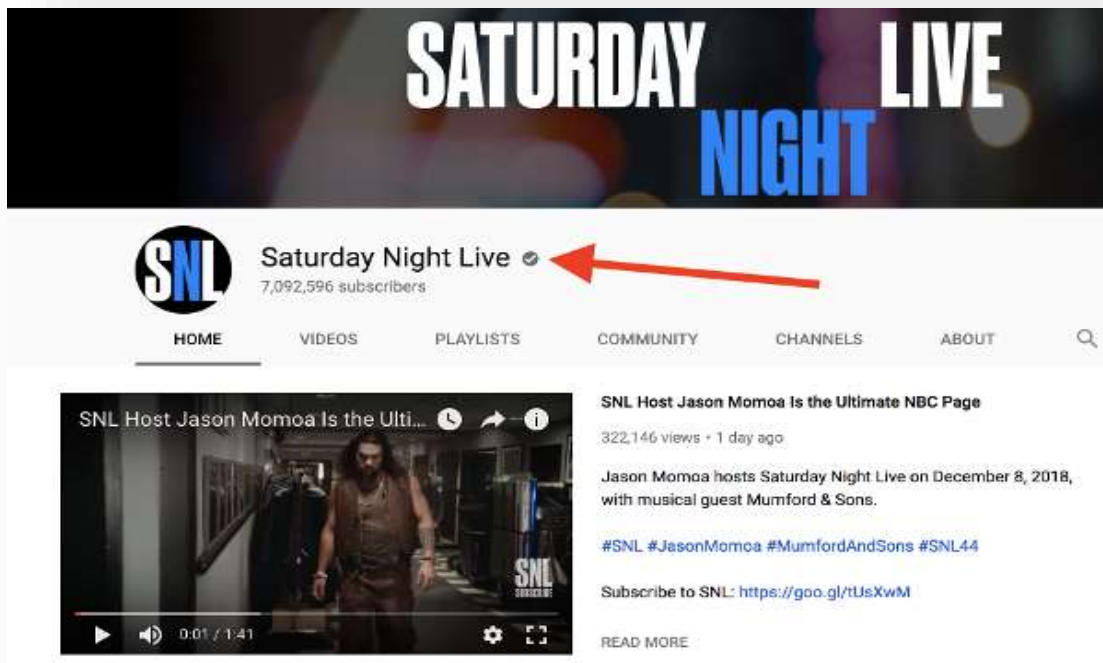 SATURDAY LIVE
NIGHT
SNL
Saturday Night Live
7,092,596 subscribers
HOME VIDEOS PLAYLISTS COMMUNITY CHANNELS ABOUT
SNL Host Jason Momoa Is the Ulti...
SNL
SUBSCRIBE
0:01 / 1:41
SNL Host Jason Momoa Is the Ultimate NBC Page
322,146 views • 1 day ago
Jason Momoa hosts Saturday Night Live on December 8, 2018,
with musical guest Mumford & Sons.
#SNL #JasonMomoa #MumfordAndSons #SNL44
Subscribe to SNL: https://goo.gl/tUsXwM
READ MORE